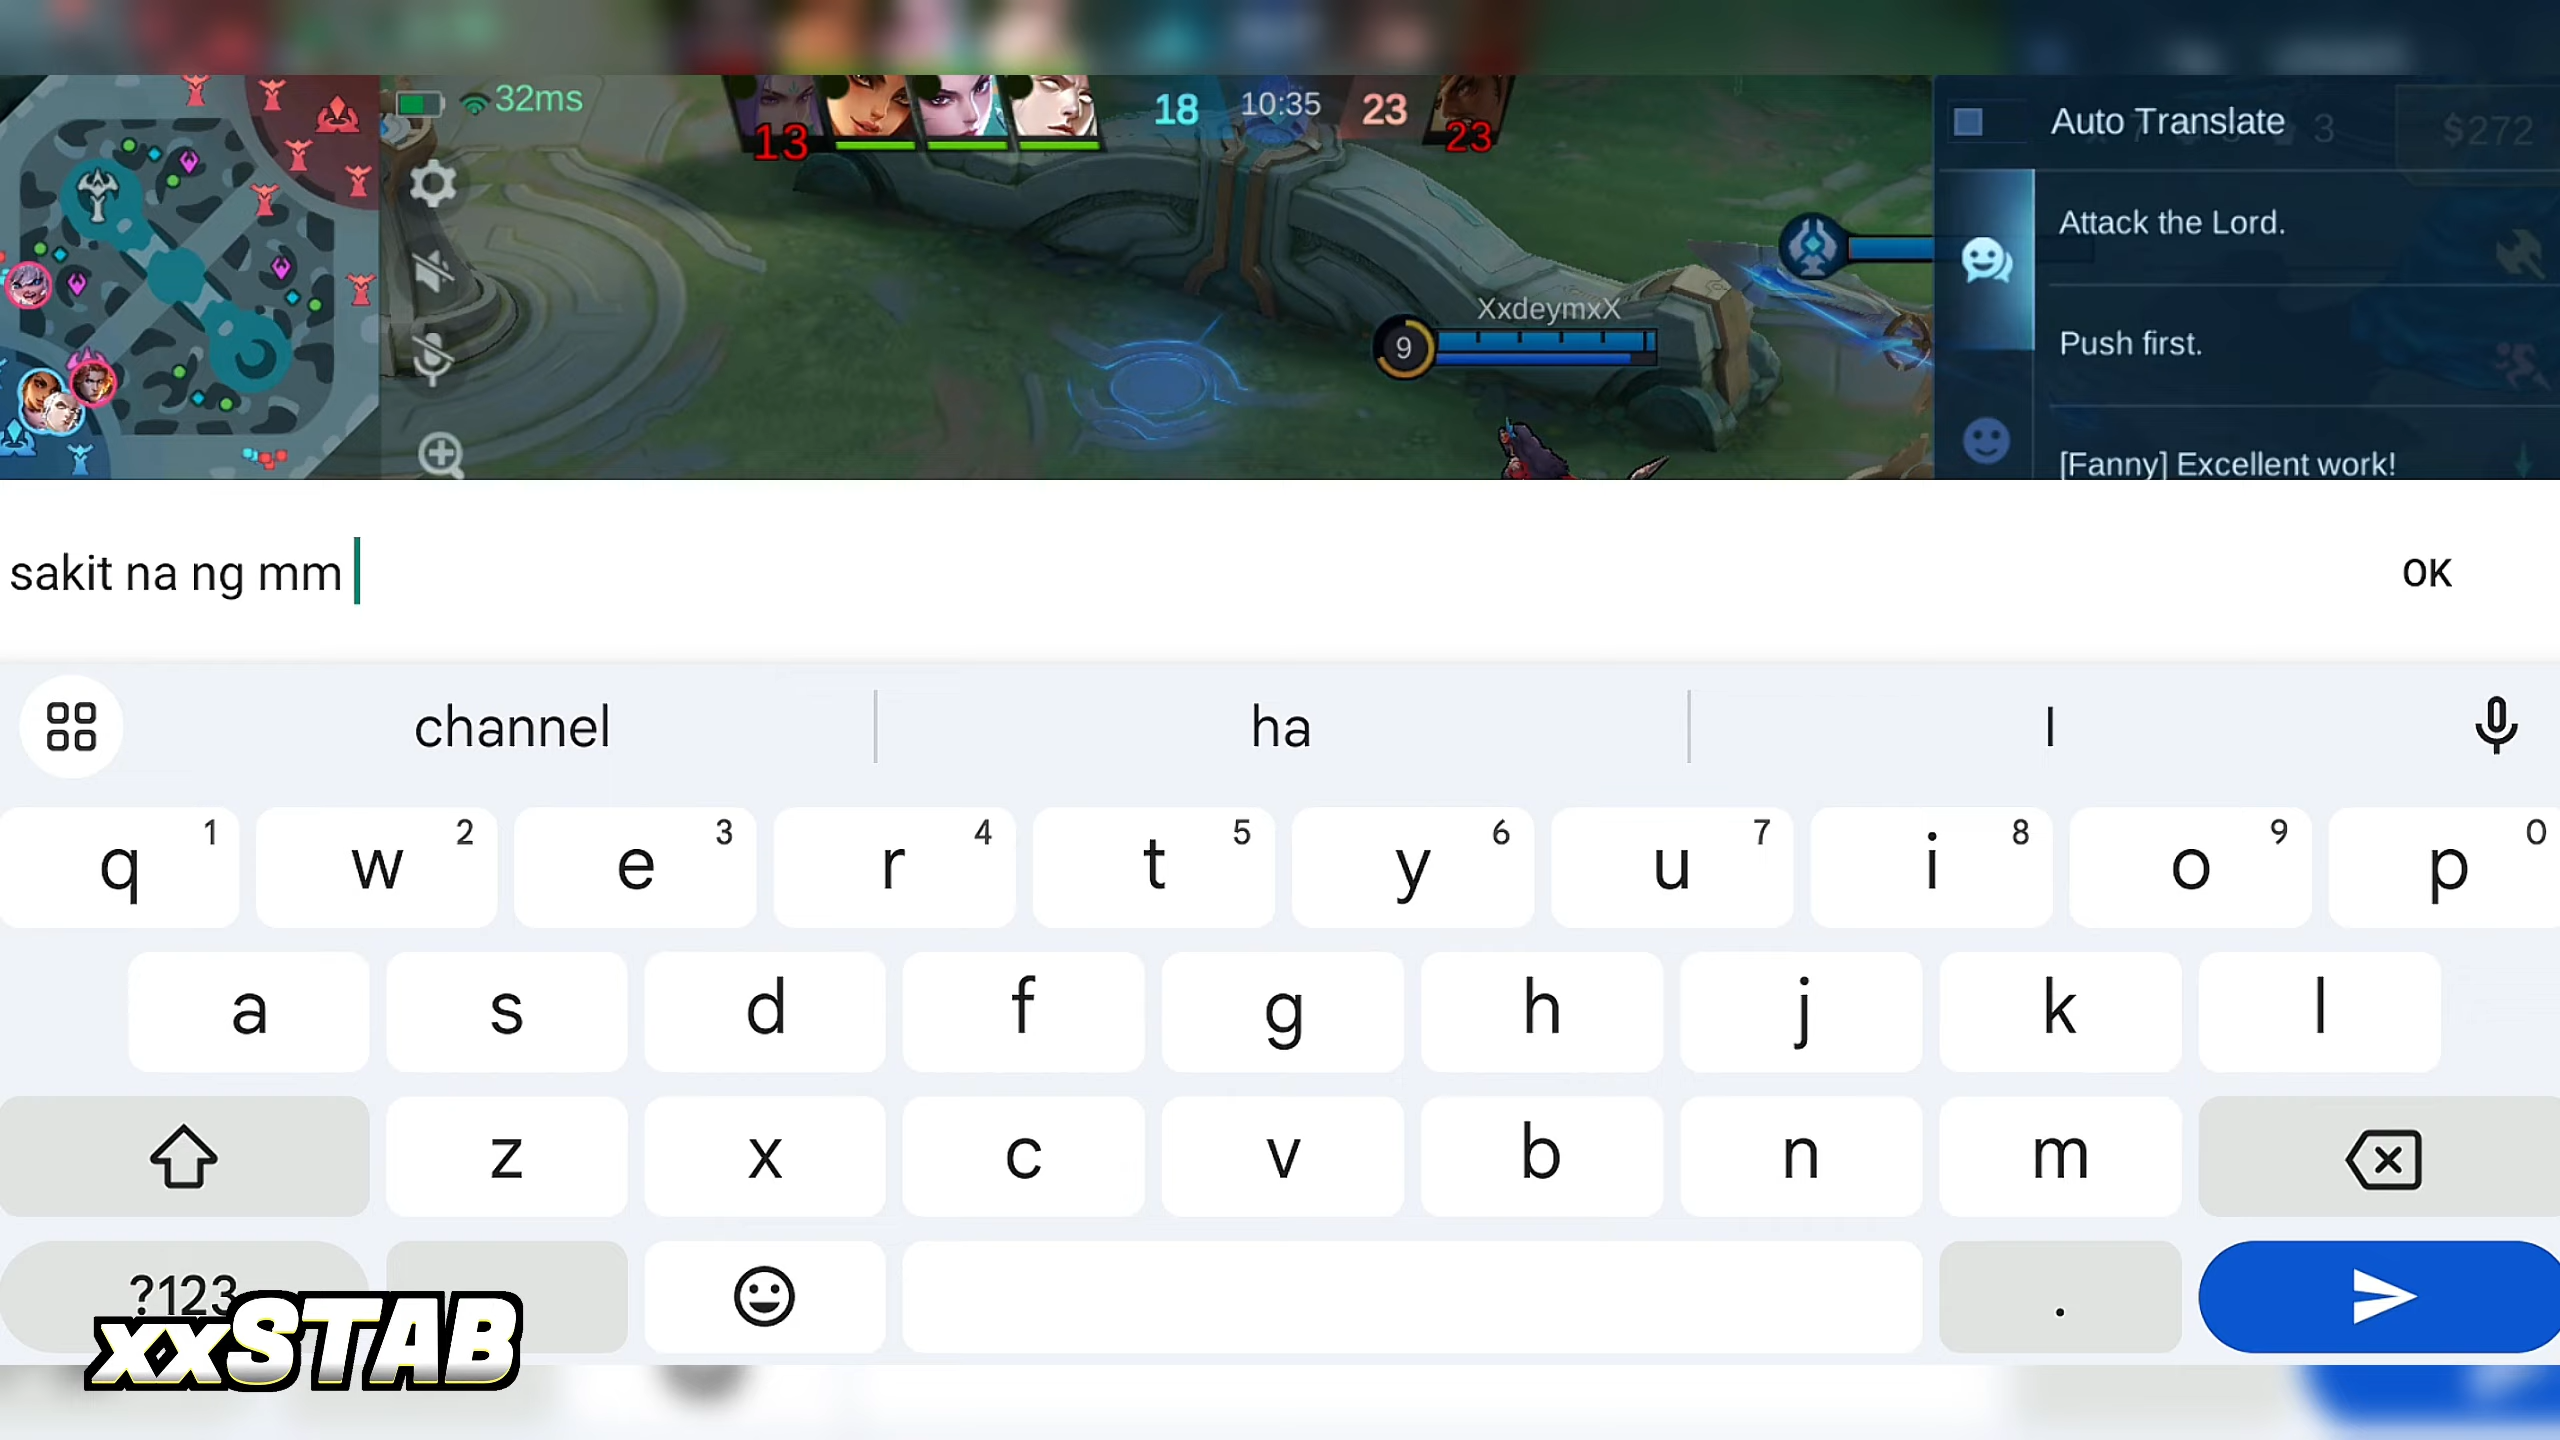 32ms
13
18 10:35 23
23
Auto Translate
3
$272
Attack the Lord.
Push first.
[Fanny] Excellent work!
XxdeymxX
9
sakit na ng mm
OK
channel ha I
q 1 w 2 e 3 r 4 t 5 y 6 u 7 i 8 o 9 p 0
a s d f g h j k l
z x c v b n m
?123 .
xxSTAB